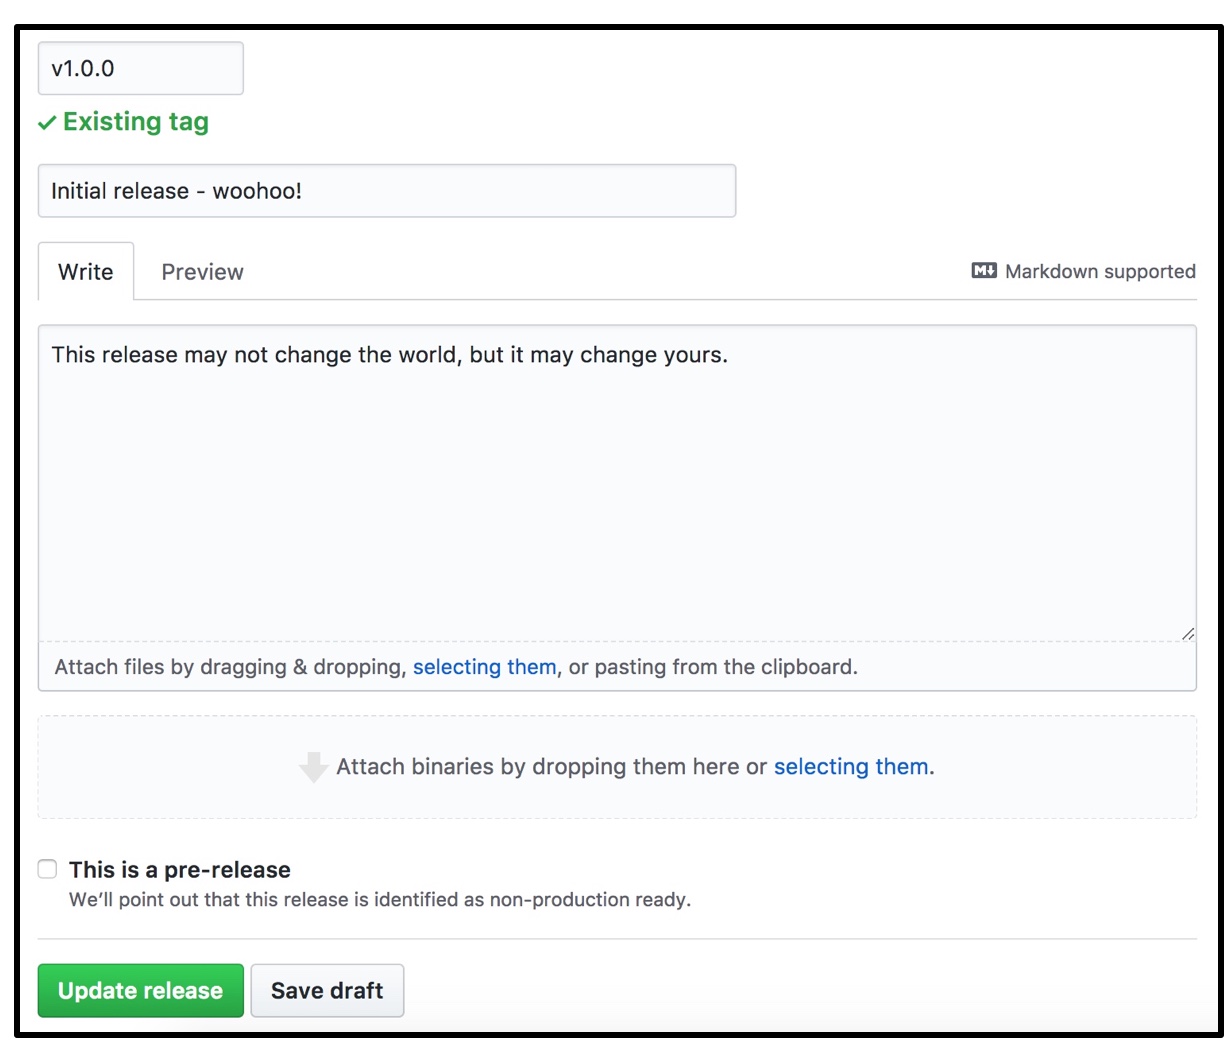 v1.0.0
Existing tag
Initial release - woohoo!
Write Preview M↓ Markdown supported
This release may not change the world, but it may change yours.
Attach files by dragging & dropping, selecting them, or pasting from the clipboard.
Attach binaries by dropping them here or selecting them.
This is a pre-release
We’ll point out that this release is identified as non-production ready.
Update release Save draft